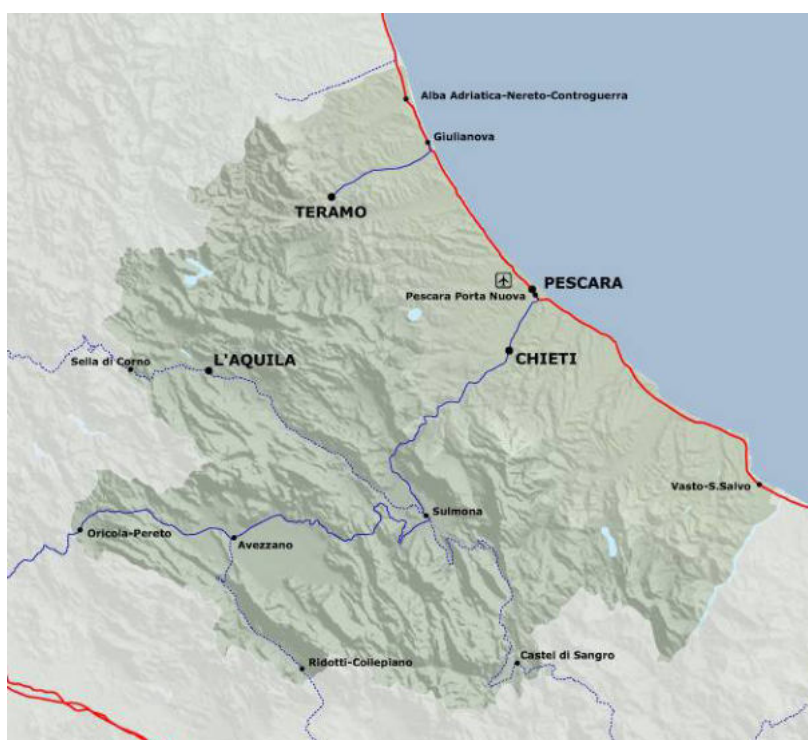 Alba Adriatica-Nereto-Controguerra
Giulianova
TERAMO
PESCARA
Pescara Porta Nuova
CHIETI
L'AQUILA
Sella di Corno
Vasto-S.Salvo
Sulmona
Oricola-Pereto
Avezzano
Ridotti-Collepiano
Castel di Sangro